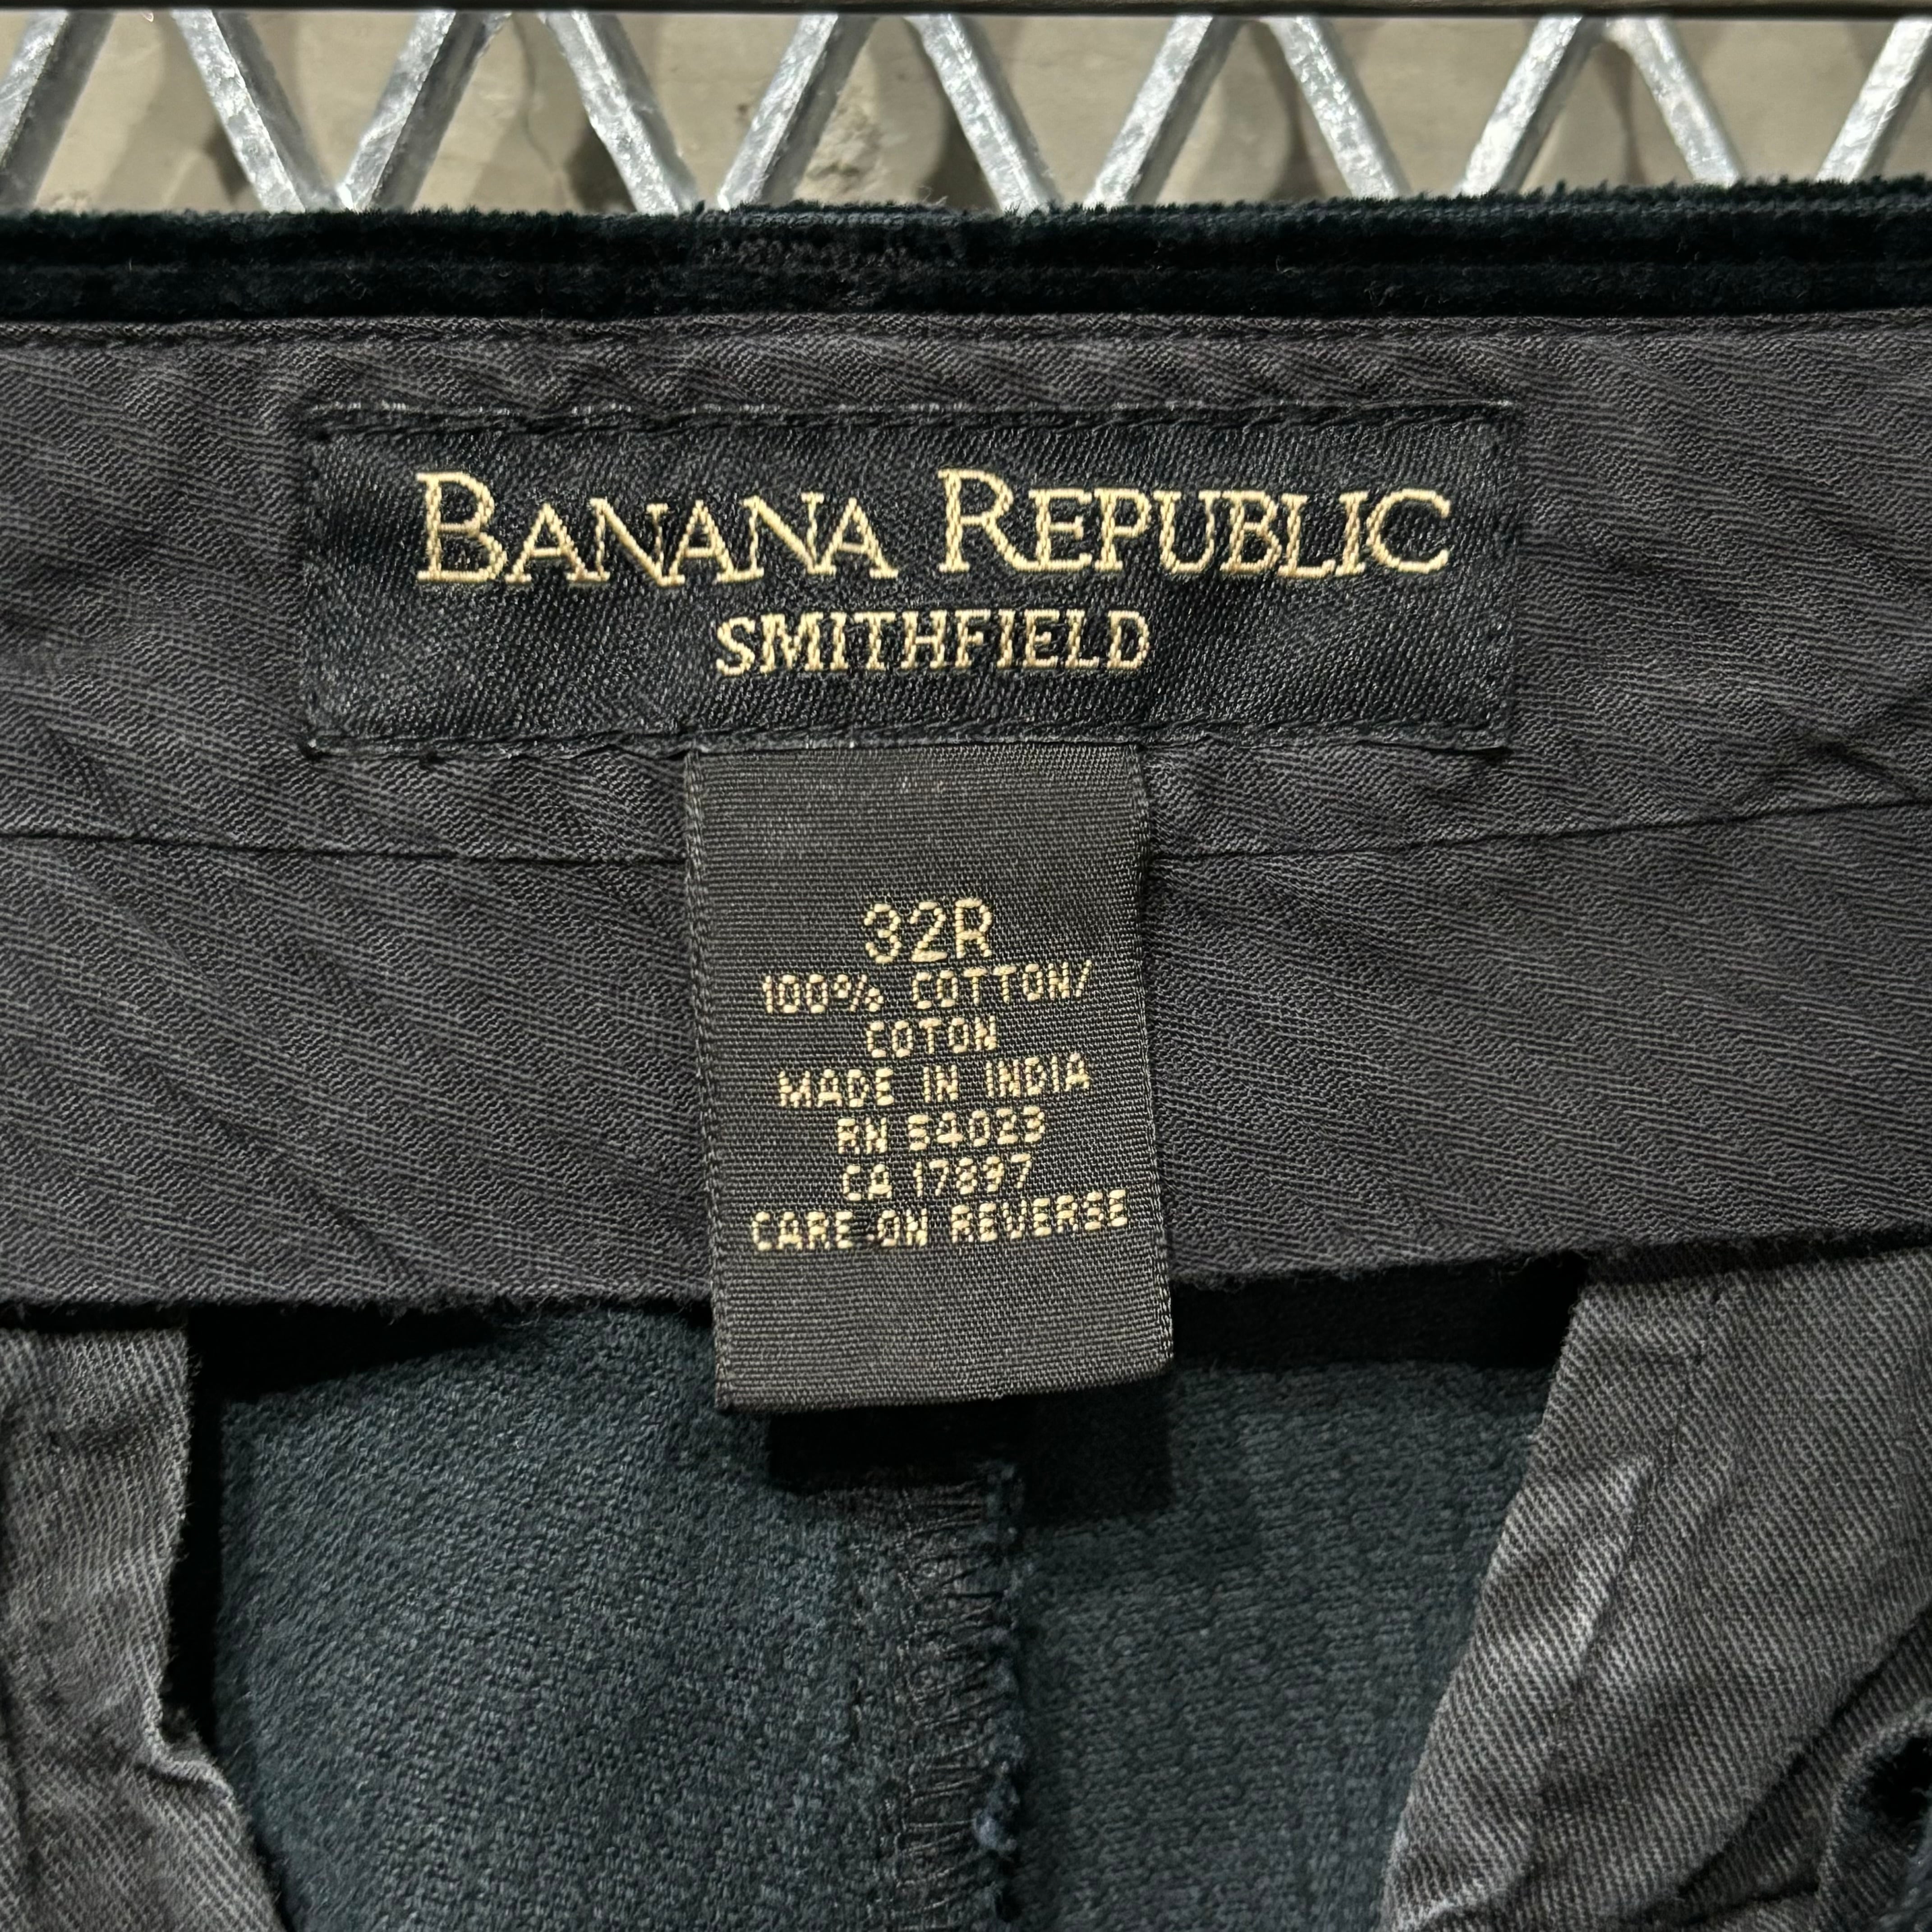 BANANA REPUBLIC
SMITHFIELD
32R
100% COTTON/
COTON
MADE IN INDIA
RN 54023
CA 17897
CARE ON REVERSE